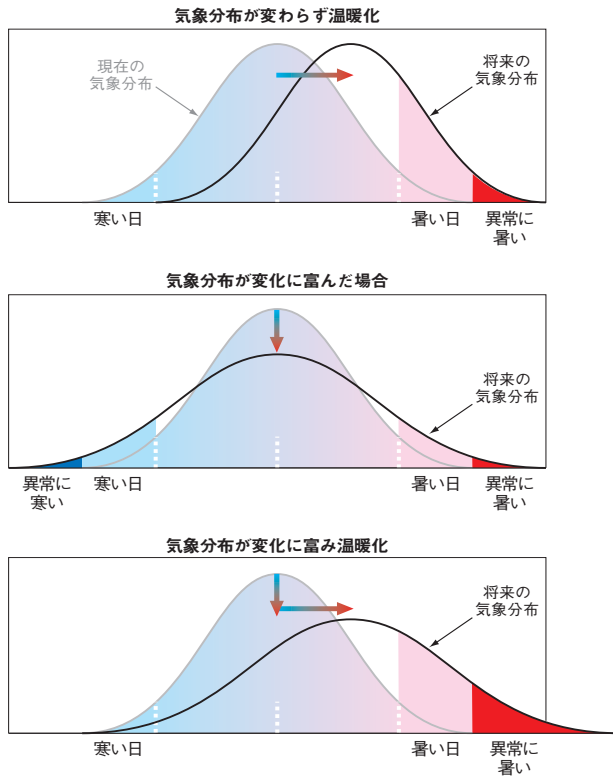 気象分布が変わらず温暖化
現在の
気象分布
将来の
気象分布
寒い日
暑い日
異常に
暑い
気象分布が変化に富んだ場合
将来の
気象分布
異常に
寒い
寒い日
暑い日
異常に
暑い
気象分布が変化に富み温暖化
将来の
気象分布
寒い日
暑い日
異常に
暑い